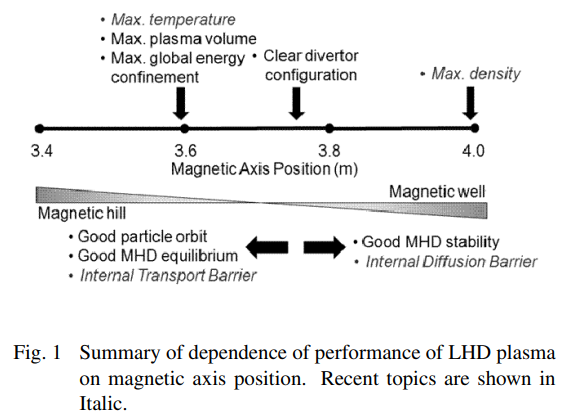 • Max. temperature
• Max. plasma volume
• Max. global energy
confinement
• Clear divertor
configuration
• Max. density
3.4 3.6 3.8 4.0
Magnetic Axis Position (m)
Magnetic well
Magnetic hill
• Good particle orbit
• Good MHD equilibrium
• Internal Transport Barrier
• Good MHD stability
• Internal Diffusion Barrier
Fig. 1 Summary of dependence of performance of LHD plasma
on magnetic axis position. Recent topics are shown in
Italic.